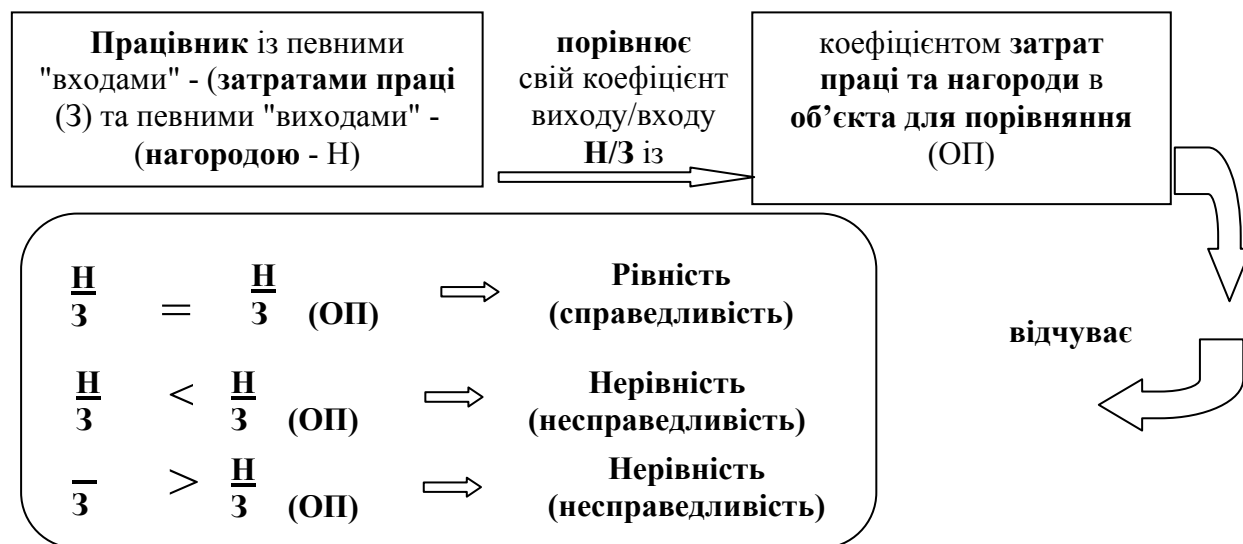 Працівник із певними
"входами" - (затратами праці
(З) та певними "виходами" -
(нагородою - Н)
порівнює
свій коефіцієнт
виходу/входу
Н/З із
коефіцієнтом затрат
праці та нагороди в
об’єкта для порівняння
(ОП)
Н
З = Н
З (ОП)
Рівність
(справедливість)
відчуває
Н
З < Н
З (ОП)
Нерівність
(несправедливість)
З > Н
З (ОП)
Нерівність
(несправедливість)